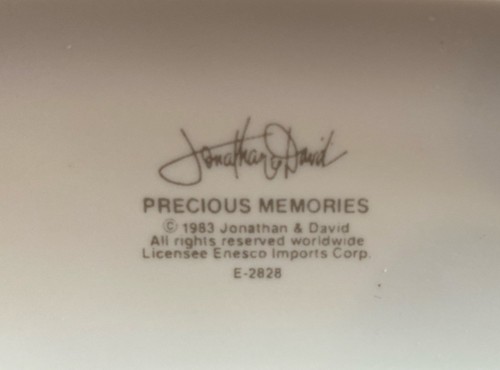 Jonathan & David
PRECIOUS MEMORIES
© 1983 Jonathan & David
All rights reserved worldwide
Licensee Enesco Imports Corp.
E-2828